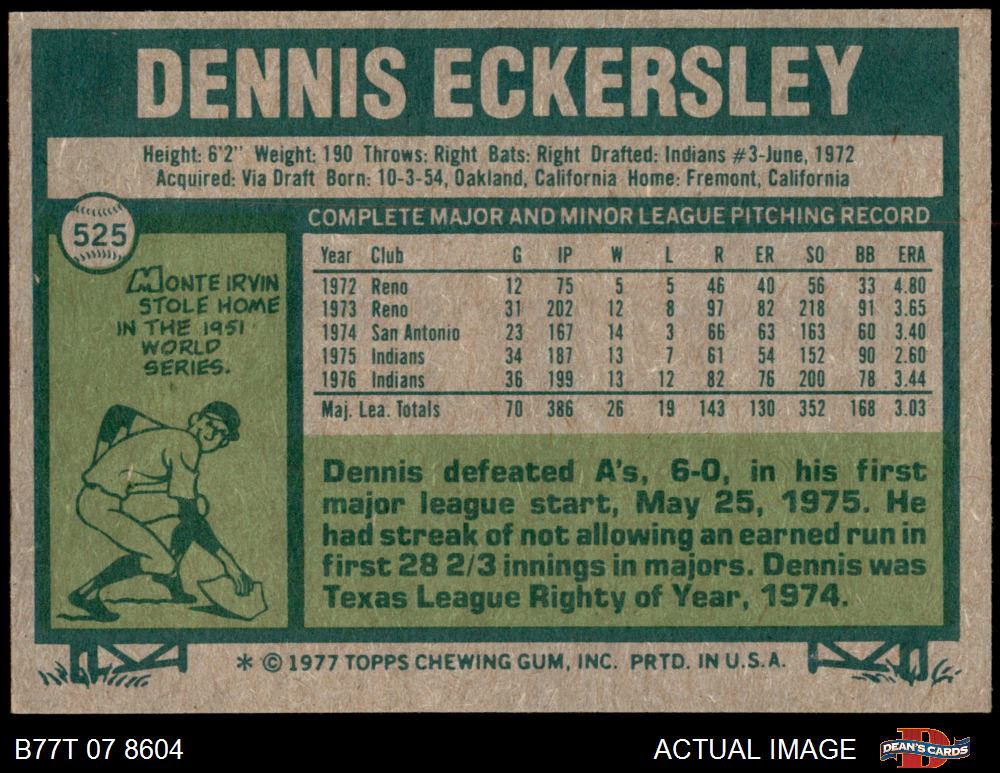 DENNIS ECKERSLEY
Height: 6'2" Weight: 190 Throws: Right Bats: Right Drafted: Indians #3-June, 1972
Acquired: Via Draft Born: 10-3-54, Oakland, California Home: Fremont, California
525
MONTE IRVIN
STOLE HOME
IN THE 1951
WORLD
SERIES.
COMPLETE MAJOR AND MINOR LEAGUE PITCHING RECORD
Year Club G IP W L R ER SO BB ERA
1972 Reno 12 75 5 5 46 40 56 33 4.80
1973 Reno 31 202 12 8 97 82 218 91 3.65
1974 San Antonio 23 167 14 3 66 63 163 60 3.40
1975 Indians 34 187 13 7 61 54 152 90 2.60
1976 Indians 36 199 13 12 82 76 200 78 3.44
Maj. Lea. Totals 70 386 26 19 143 130 352 168 3.03
Dennis defeated A's, 6-0, in his first
major league start, May 25, 1975. He
had streak of not allowing an earned run in
first 28 2/3 innings in majors. Dennis was
Texas League Righty of Year, 1974.
* © 1977 TOPPS CHEWING GUM, INC. PRTD. IN U.S.A.
B77T 07 8604
ACTUAL IMAGE
DEAN'S CARDS